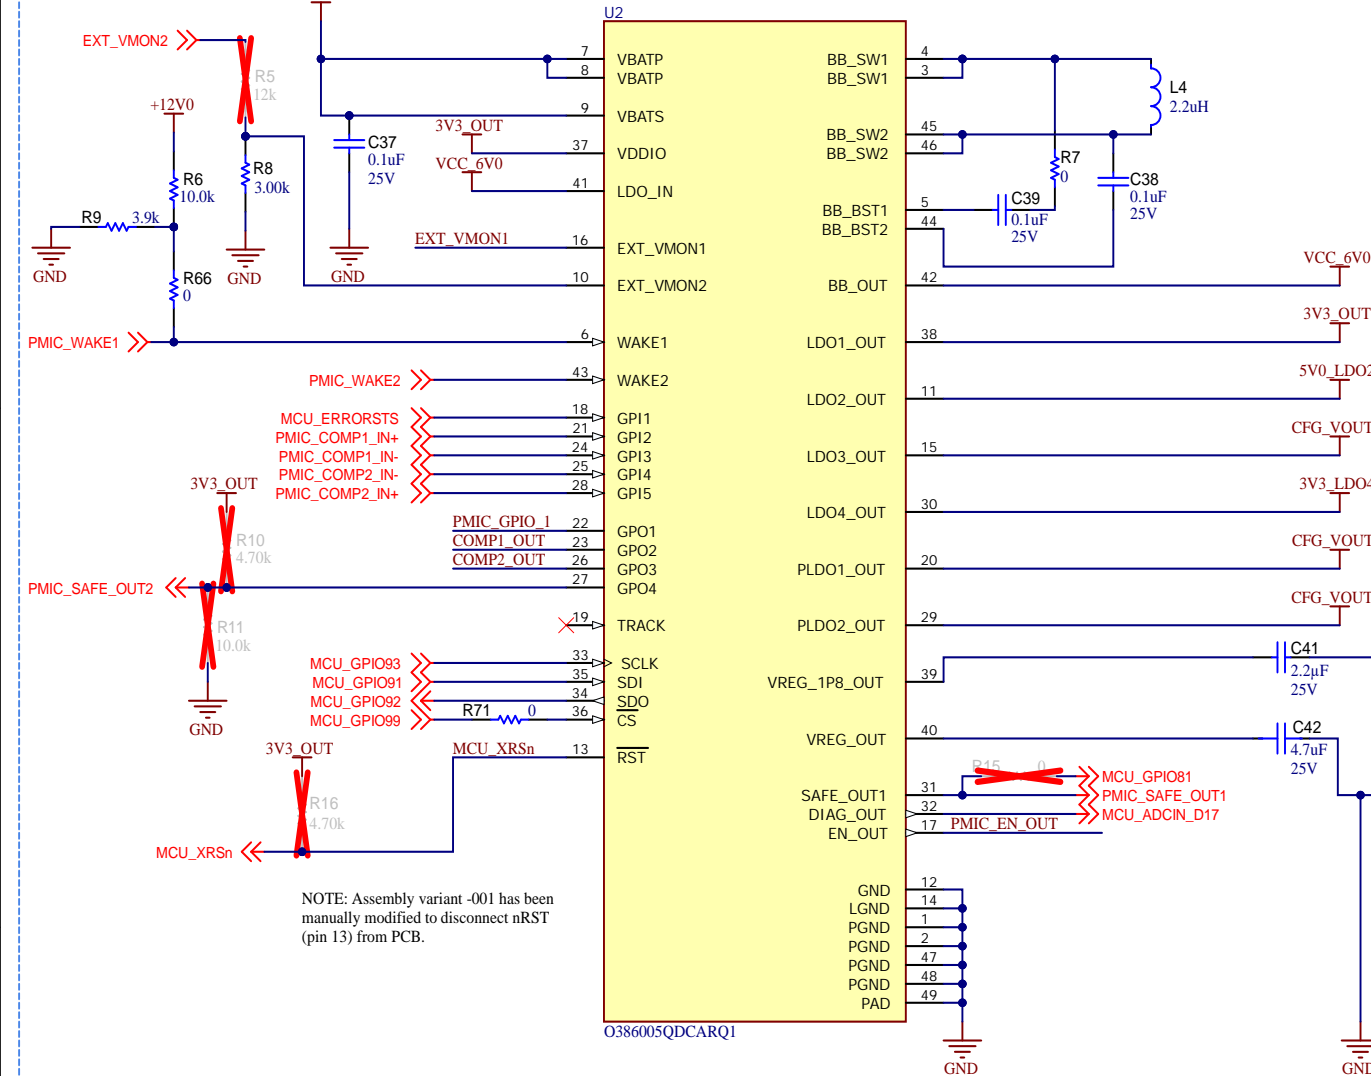 U2
EXT_VMON2
R5
12k
+12V0
R6
10.0k
R8
3.00k
R9
3.9k
GND
GND
GND
R66
0
C37
0.1uF
25V
3V3_OUT
VCC_6V0
EXT_VMON1
PMIC_WAKE1
PMIC_WAKE2
MCU_ERRORSTS
PMIC_COMP1_IN+
PMIC_COMP1_IN-
PMIC_COMP2_IN-
PMIC_COMP2_IN+
3V3_OUT
R10
4.70k
PMIC_GPIO_1
COMP1_OUT
COMP2_OUT
PMIC_SAFE_OUT2
R11
10.0k
GND
MCU_GPIO93
MCU_GPIO91
MCU_GPIO92
MCU_GPIO99
R71
0
3V3_OUT
MCU_XRSn
R16
4.70k
MCU_XRSn
NOTE: Assembly variant -001 has been
manually modified to disconnect nRST
(pin 13) from PCB.
7 VBATP
8 VBATP
9 VBATS
37 VDDIO
41 LDO_IN
16 EXT_VMON1
10 EXT_VMON2
6 WAKE1
43 WAKE2
18 GPI1
21 GPI2
24 GPI3
25 GPI4
28 GPI5
22 GPO1
23 GPO2
26 GPO3
27 GPO4
19 TRACK
33 SCLK
35 SDI
34 SDO
36 CS
13 RST
BB_SW1 4
BB_SW1 3
BB_SW2 45
BB_SW2 46
BB_BST1 5
BB_BST2 44
BB_OUT 42
LDO1_OUT 38
LDO2_OUT 11
LDO3_OUT 15
LDO4_OUT 30
PLDO1_OUT 20
PLDO2_OUT 29
VREG_1P8_OUT 39
VREG_OUT 40
SAFE_OUT1 31
DIAG_OUT 32
EN_OUT 17
GND 12
LGND 14
PGND 1
PGND 2
PGND 47
PGND 48
PAD 49
O386005QDCARQ1
L4
2.2uH
R7
0
C38
0.1uF
25V
C39
0.1uF
25V
VCC_6V0
3V3_OUT
5V0_LDO2
CFG_VOUT
3V3_LDO4
CFG_VOUT
CFG_VOUT
C41
2.2µF
25V
C42
4.7uF
25V
R15
0
MCU_GPIO81
PMIC_SAFE_OUT1
MCU_ADCIN_D17
PMIC_EN_OUT
GND
GND